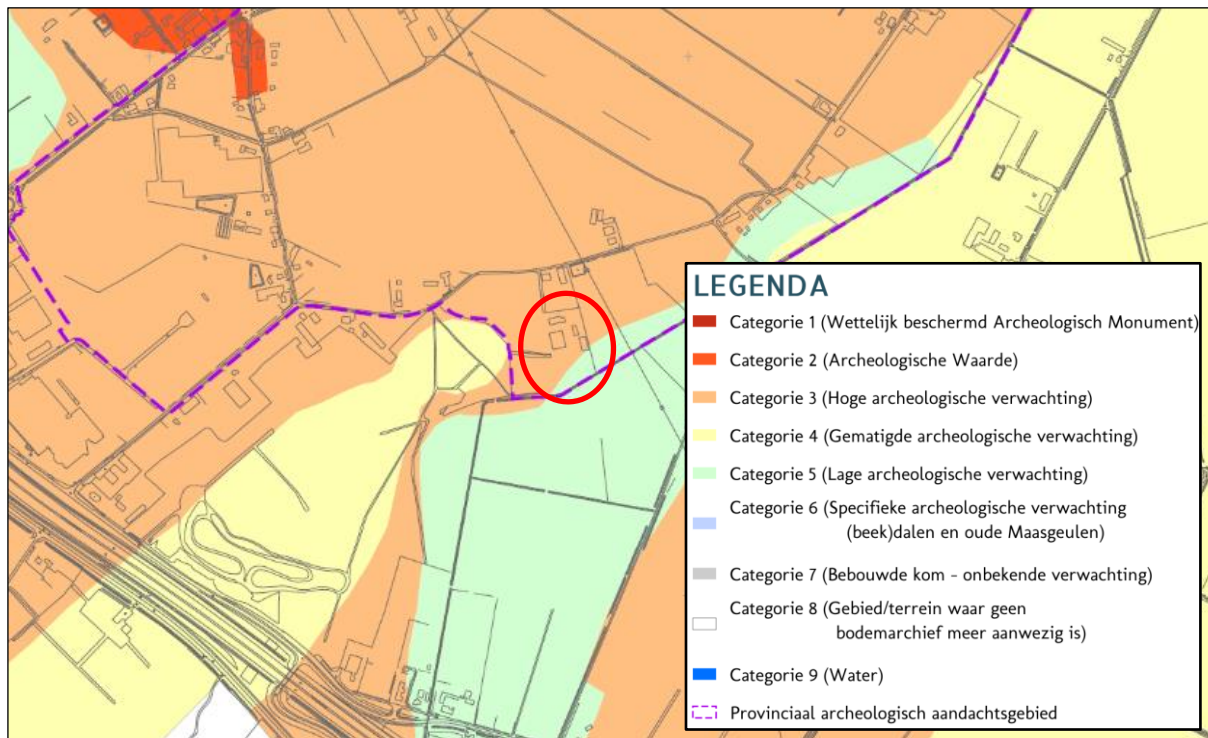 LEGENDA
Categorie 1 (Wettelijk beschermd Archeologisch Monument)
Categorie 2 (Archeologische Waarde)
Categorie 3 (Hoge archeologische verwachting)
Categorie 4 (Gematigde archeologische verwachting)
Categorie 5 (Lage archeologische verwachting)
Categorie 6 (Specifieke archeologische verwachting
(beek)dalen en oude Maasgeulen)
Categorie 7 (Bebouwde kom - onbekende verwachting)
Categorie 8 (Gebied/terrein waar geen
bodemarchief meer aanwezig is)
Categorie 9 (Water)
Provinciaal archeologisch aandachtsgebied